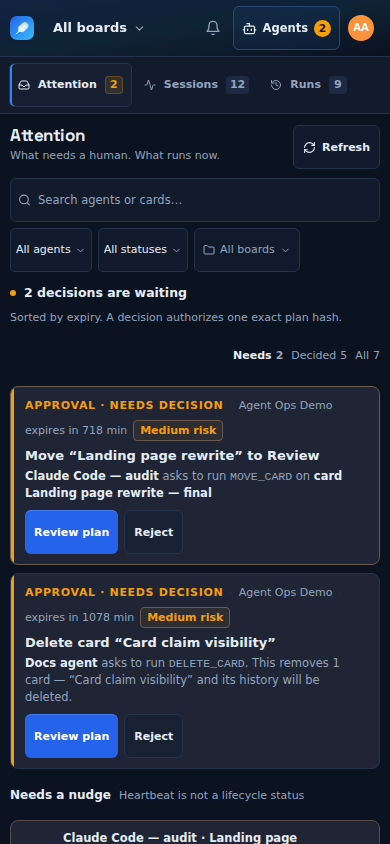 All boards
Agents 2
AA
Attention 2 Sessions 12 Runs 9
Attention
What needs a human. What runs now.
Refresh
Search agents or cards...
All agents All statuses All boards
2 decisions are waiting
Sorted by expiry. A decision authorizes one exact plan hash.
Needs 2 Decided 5 All 7
APPROVAL · NEEDS DECISION Agent Ops Demo
expires in 718 min Medium risk
Move “Landing page rewrite” to Review
Claude Code — audit asks to run MOVE_CARD on card
Landing page rewrite — final
Review plan Reject
APPROVAL · NEEDS DECISION Agent Ops Demo
expires in 1078 min Medium risk
Delete card “Card claim visibility”
Docs agent asks to run DELETE_CARD. This removes 1
card — “Card claim visibility” and its history will be
deleted.
Review plan Reject
Needs a nudge Heartbeat is not a lifecycle status
Claude Code — audit · Landing page